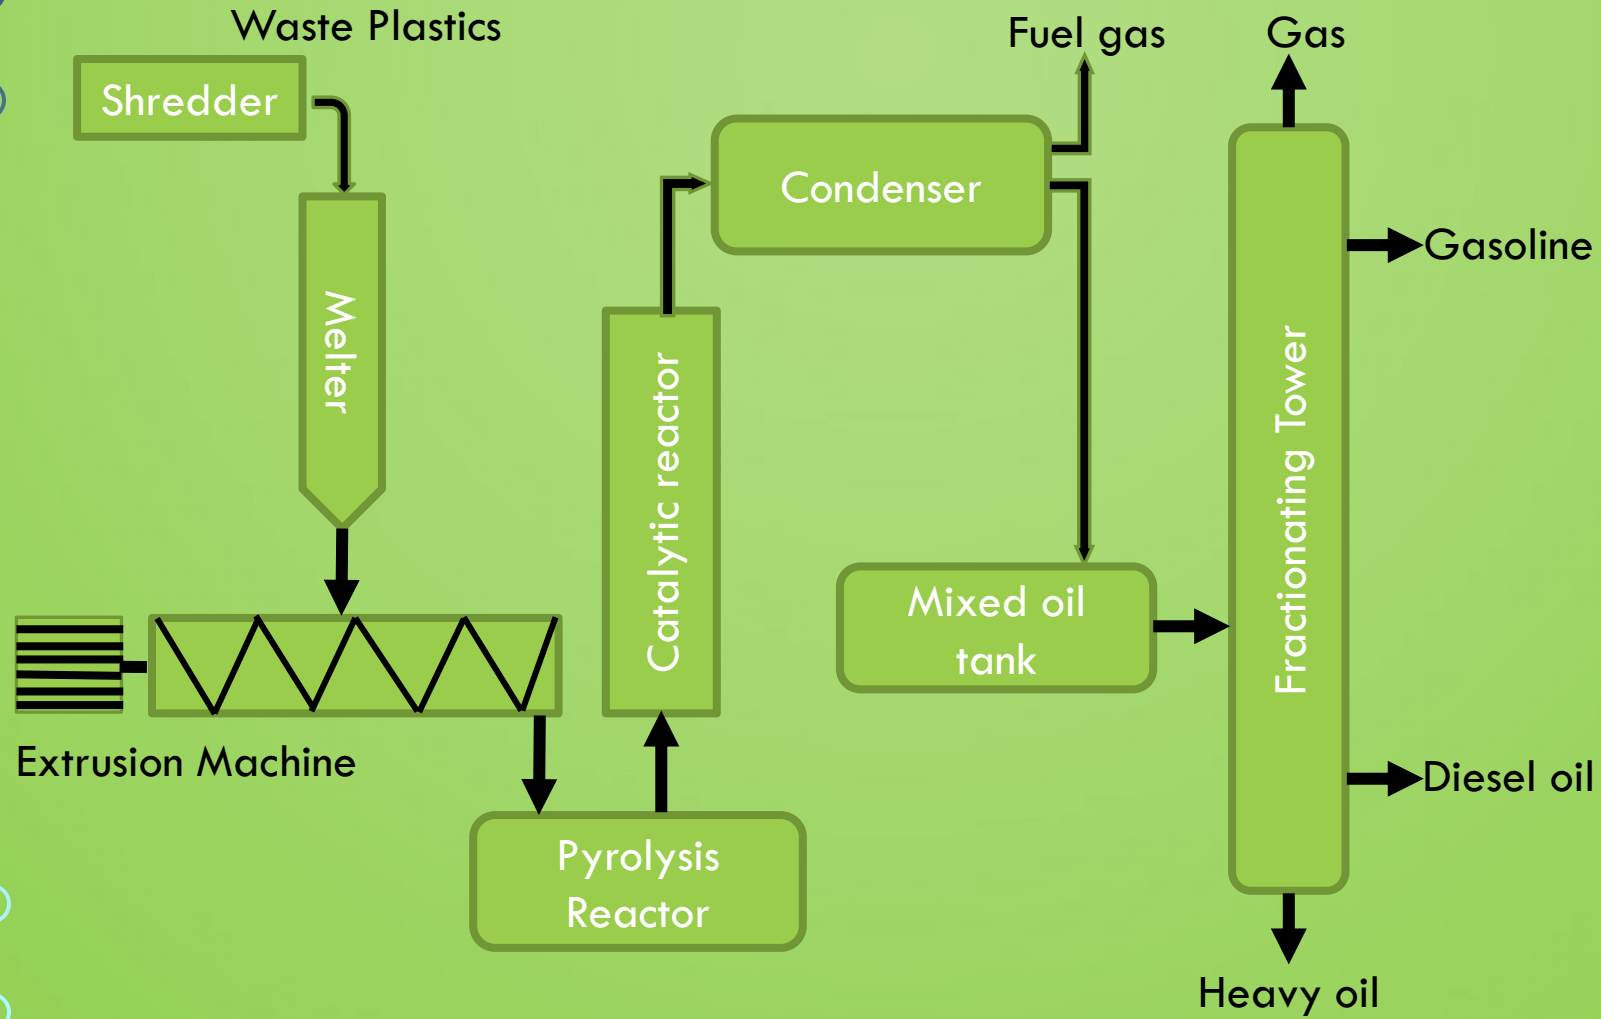 Waste Plastics
Shredder
Melter
Extrusion Machine
Pyrolysis
Reactor
Catalytic reactor
Condenser
Fuel gas
Mixed oil
tank
Fractionating Tower
Gas
Gasoline
Diesel oil
Heavy oil